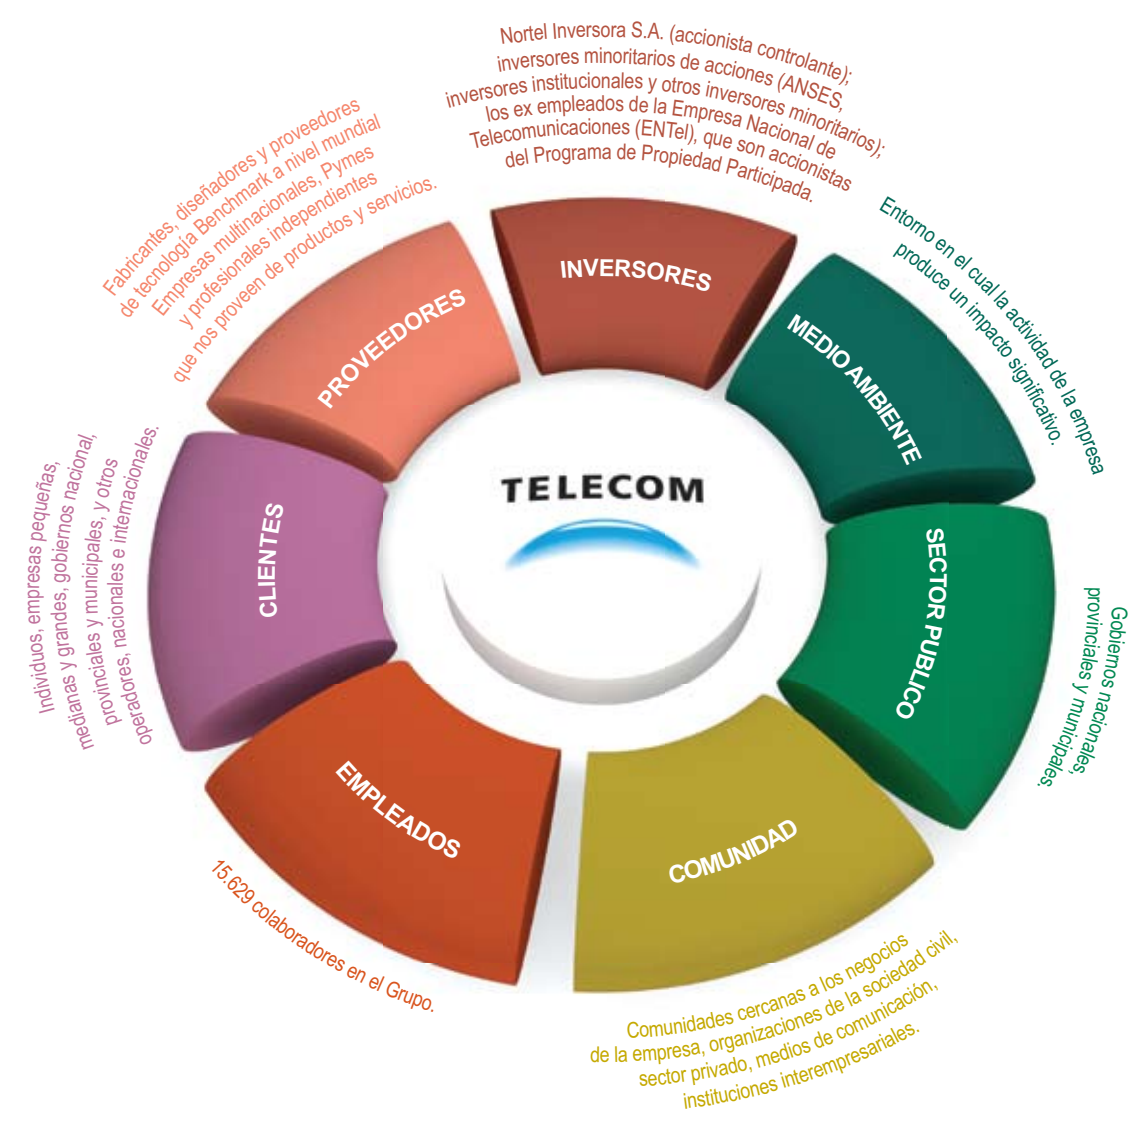 Nortel Inversora S.A. (accionista controlante);
inversores minoritarios de acciones (ANSES,
inversores institucionales y otros inversores minoritarios);
los ex empleados de la Empresa Nacional de
Telecomunicaciones (ENTel), que son accionistas
del Programa de Propiedad Participada.
INVERSORES
Entorno en el cual la actividad de la empresa
produce un impacto significativo.
MEDIO AMBIENTE
Gobiernos nacionales,
provinciales y municipales.
SECTOR PUBLICO
COMUNIDAD
Comunidades cercanas a los negocios
de la empresa, organizaciones de la sociedad civil,
sector privado, medios de comunicación,
instituciones interempresariales.
EMPLEADOS
15.629 colaboradores en el Grupo.
CLIENTES
Individuos, empresas pequeñas,
medianas y grandes, gobiernos nacional,
provinciales y municipales, y otros
operadores, nacionales e internacionales.
PROVEEDORES
Fabricantes, diseñadores y proveedores
de tecnología Benchmark a nivel mundial
Empresas multinacionales, Pymes
y profesionales independientes
que nos proveen de productos y servicios.
TELECOM